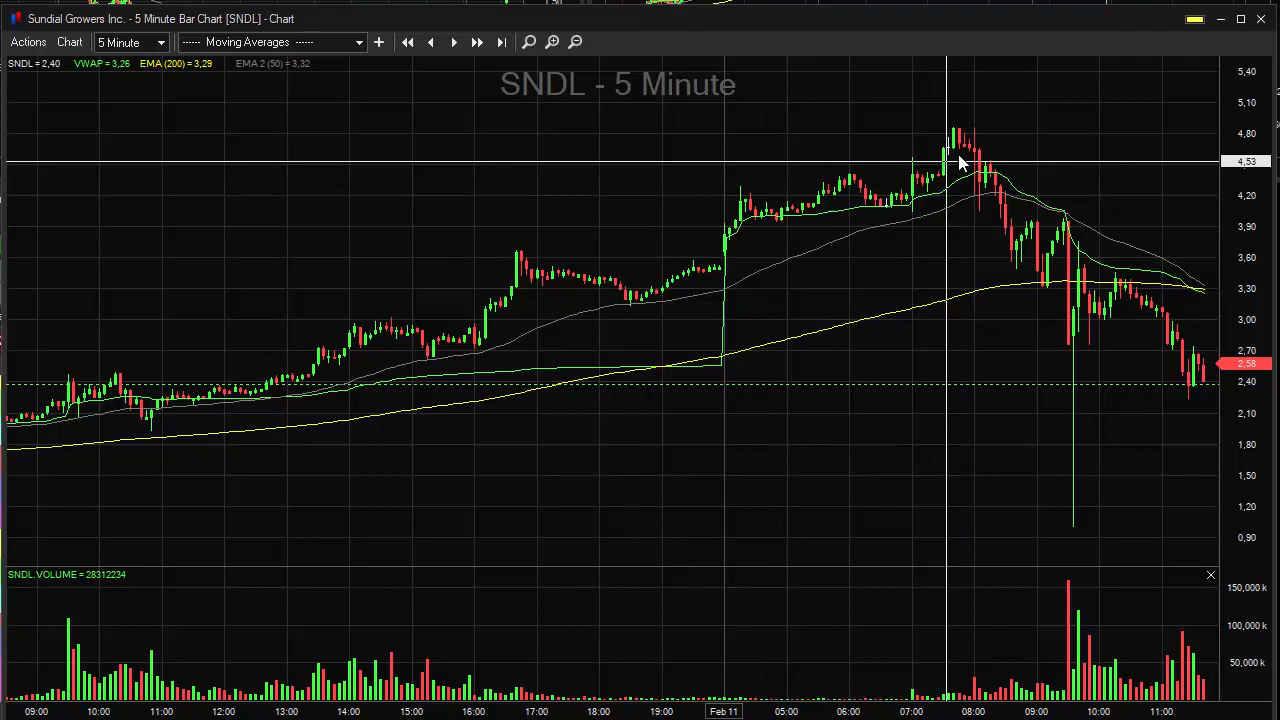 Sundial Growers Inc. - 5 Minute Bar Chart [SNDL] - Chart
Actions Chart 5 Minute ------ Moving Averages ------
SNDL = 2,40 VWAP = 3,26 EMA (200) = 3,29 EMA 2 (50) = 3,32
SNDL - 5 Minute
5,40
5,10
4,80
4,53
4,20
3,90
3,60
3,30
3,00
2,70
2,58
2,40
2,10
1,80
1,50
1,20
0,90
SNDL.VOLUME = 28312234
150,000 k
100,000 k
50,000 k
09:00 10:00 11:00 12:00 13:00 14:00 15:00 16:00 17:00 18:00 19:00 Feb 11 05:00 06:00 07:00 08:00 09:00 10:00 11:00